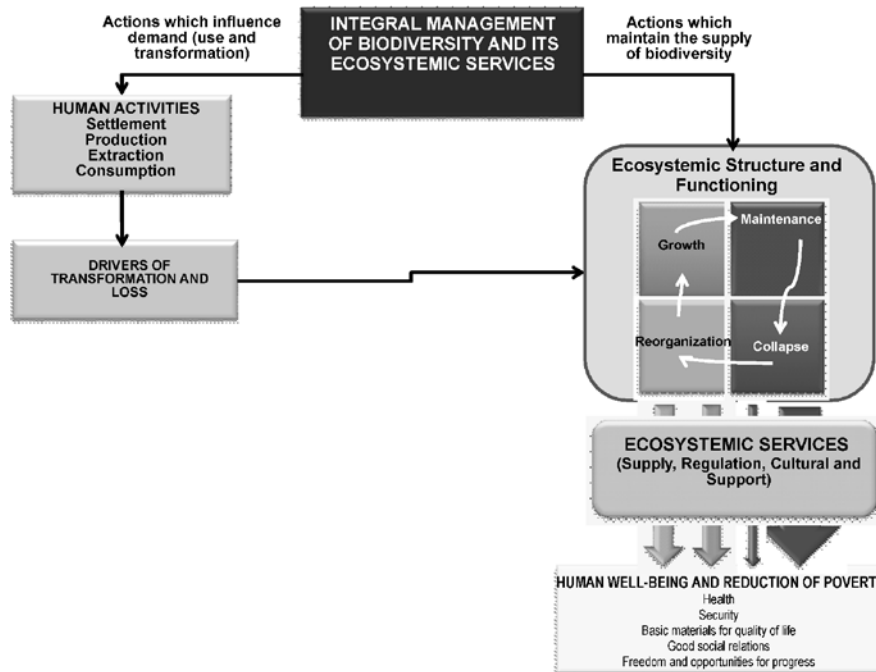 Actions which influence
demand (use and
transformation)
INTEGRAL MANAGEMENT
OF BIODIVERSITY AND ITS
ECOSYSTEMIC SERVICES
Actions which
maintain the supply
of biodiversity
HUMAN ACTIVITIES
Settlement
Production
Extraction
Consumption
DRIVERS OF
TRANSFORMATION AND
LOSS
Ecosystemic Structure and
Functioning
Growth
Maintenance
Reorganization
Collapse
ECOSYSTEMIC SERVICES
(Supply, Regulation, Cultural and
Support)
HUMAN WELL-BEING AND REDUCTION OF POVERT
Health
Security
Basic materials for quality of life
Good social relations
Freedom and opportunities for progress